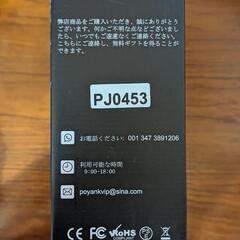 弊店商品をご購入いただき、誠にありがとう
ございます。何かご不明な点などございまし
たら、いつでもご遠慮なくご連絡ください。
こちらにご連絡し、無料ギフトを得ることも
できます。
PJ0453
お電話ください: 001 347 3891206
利用可能な時間
9:00-18:00
poyankvip@sina.com
CE RoHS FC
COMPLIANT